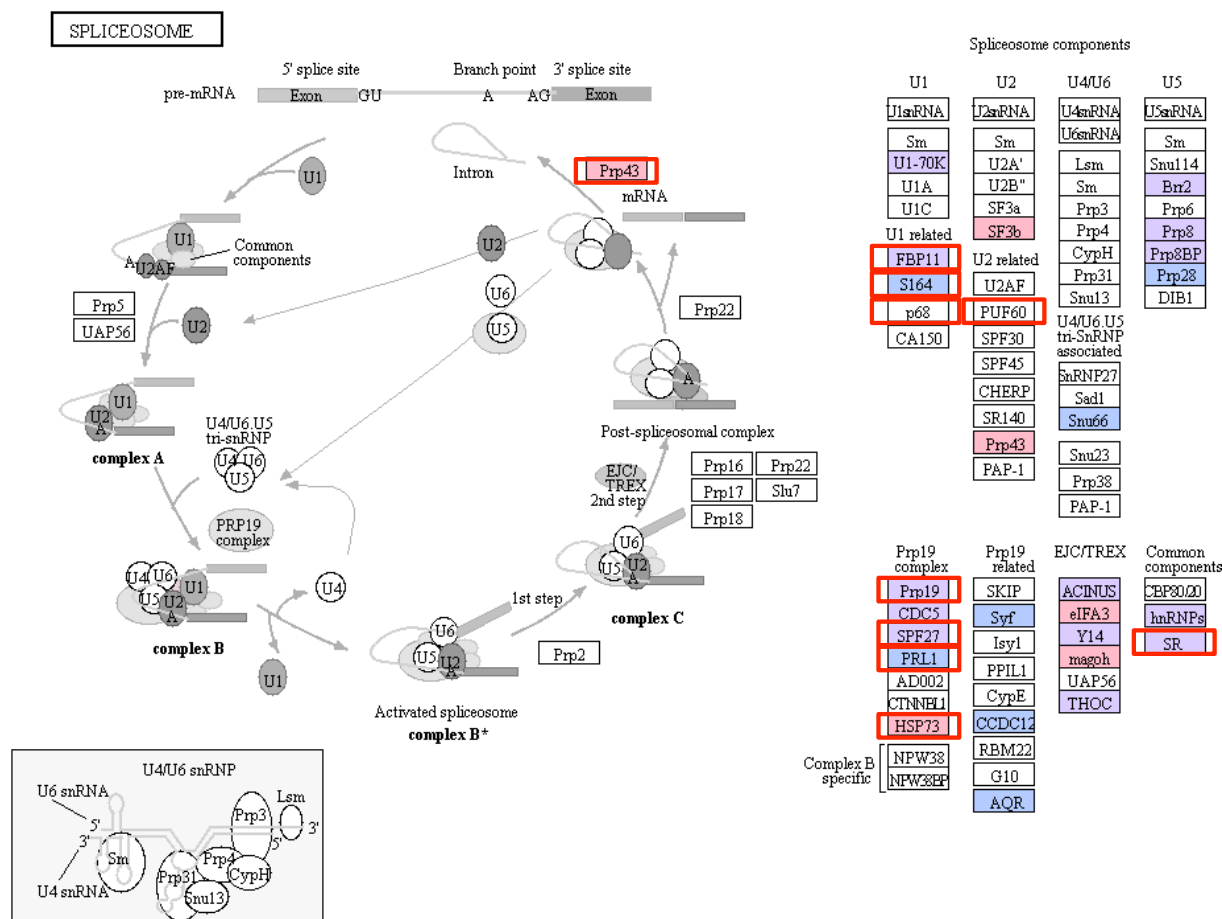 SPLICEOSOME
5' splice site
Branch point
3' splice site
pre-mRNA
Exon
GU
A
AG
Exon
U1
Intron
Prp43
mRNA
U1
A
U2AF
Common
components
U2
U6
U5
Prp5
UAP56
U2
Prp22
U1
U2
A
complex A
U4/U6.U5
tri-snRNP
U4
U6
U5
A
Post-spliceosomal complex
EJC/
TREX
2nd step
Prp16
Prp22
Prp17
Slu7
Prp18
PRP19
complex
U4
U6
U1
U5
U2
A
complex B
U4
U1
1st step
U6
U5
U2
A
Activated spliceosome
complex B*
Prp2
U6
U5
U2
A
complex C
U4/U6 snRNP
U6 snRNA
5'
3'
U4 snRNA
Sm
Prp3
Lsm
3'
5'
Prp4
CypH
Prp31
Snu13
Spliceosome components
U1
U1snRNA
Sm
U1-70K
U1A
U1C
U1 related
FBP11
S164
p68
CA150
U2
U2snRNA
Sm
U2A'
U2B"
SF3a
SF3b
U2 related
U2AF
PUF60
SPF30
SPF45
CHERP
SR140
Prp43
PAP-1
U4/U6
U4snRNA
U6snRNA
Lsm
Sm
Prp3
Prp4
CypH
Prp31
Snu13
U4/U6.U5
tri-SnRNP
associated
SnRNP27
Sad1
Snu66
Snu23
Prp38
PAP-1
U5
U5snRNA
Sm
Snu114
Brr2
Prp6
Prp8
Prp8BP
Prp28
DIB1
Prp19
complex
Prp19
CDC5
SPF27
PRL1
AD002
CTNNBL1
HSP73
Complex B
specific
NPW38
NPW38BP
Prp19
related
SKIP
Syf
Isy1
PPIL1
CypE
CCDC12
RBM22
G10
AQR
EJC/TREX
ACINUS
eIFA3
Y14
magoh
UAP56
THOC
Common
components
CBP80/20
hnRNPs
SR